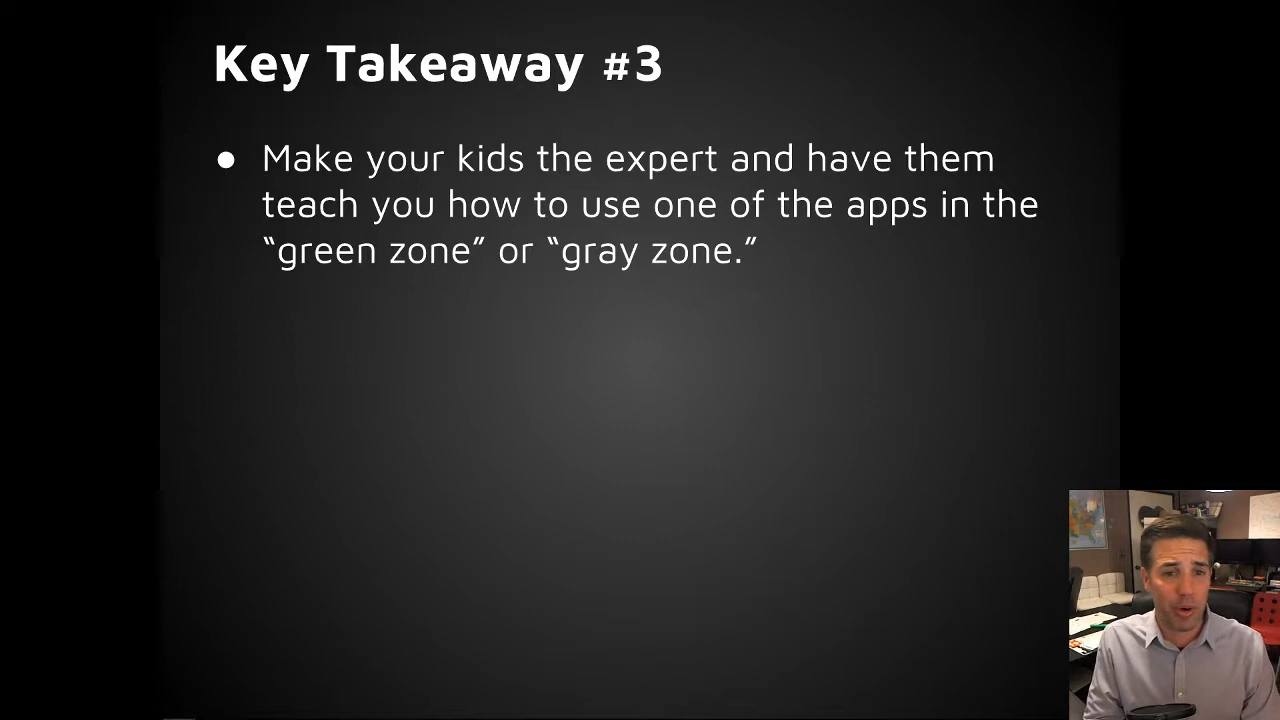 Key Takeaway #3
● Make your kids the expert and have them
teach you how to use one of the apps in the
“green zone” or “gray zone.”